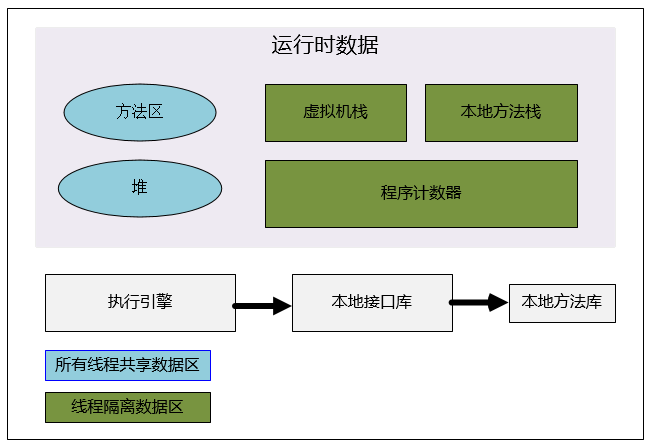 运行时数据
方法区
虚拟机栈
本地方法栈
堆
程序计数器
执行引擎
本地接口库
本地方法库
所有线程共享数据区
线程隔离数据区